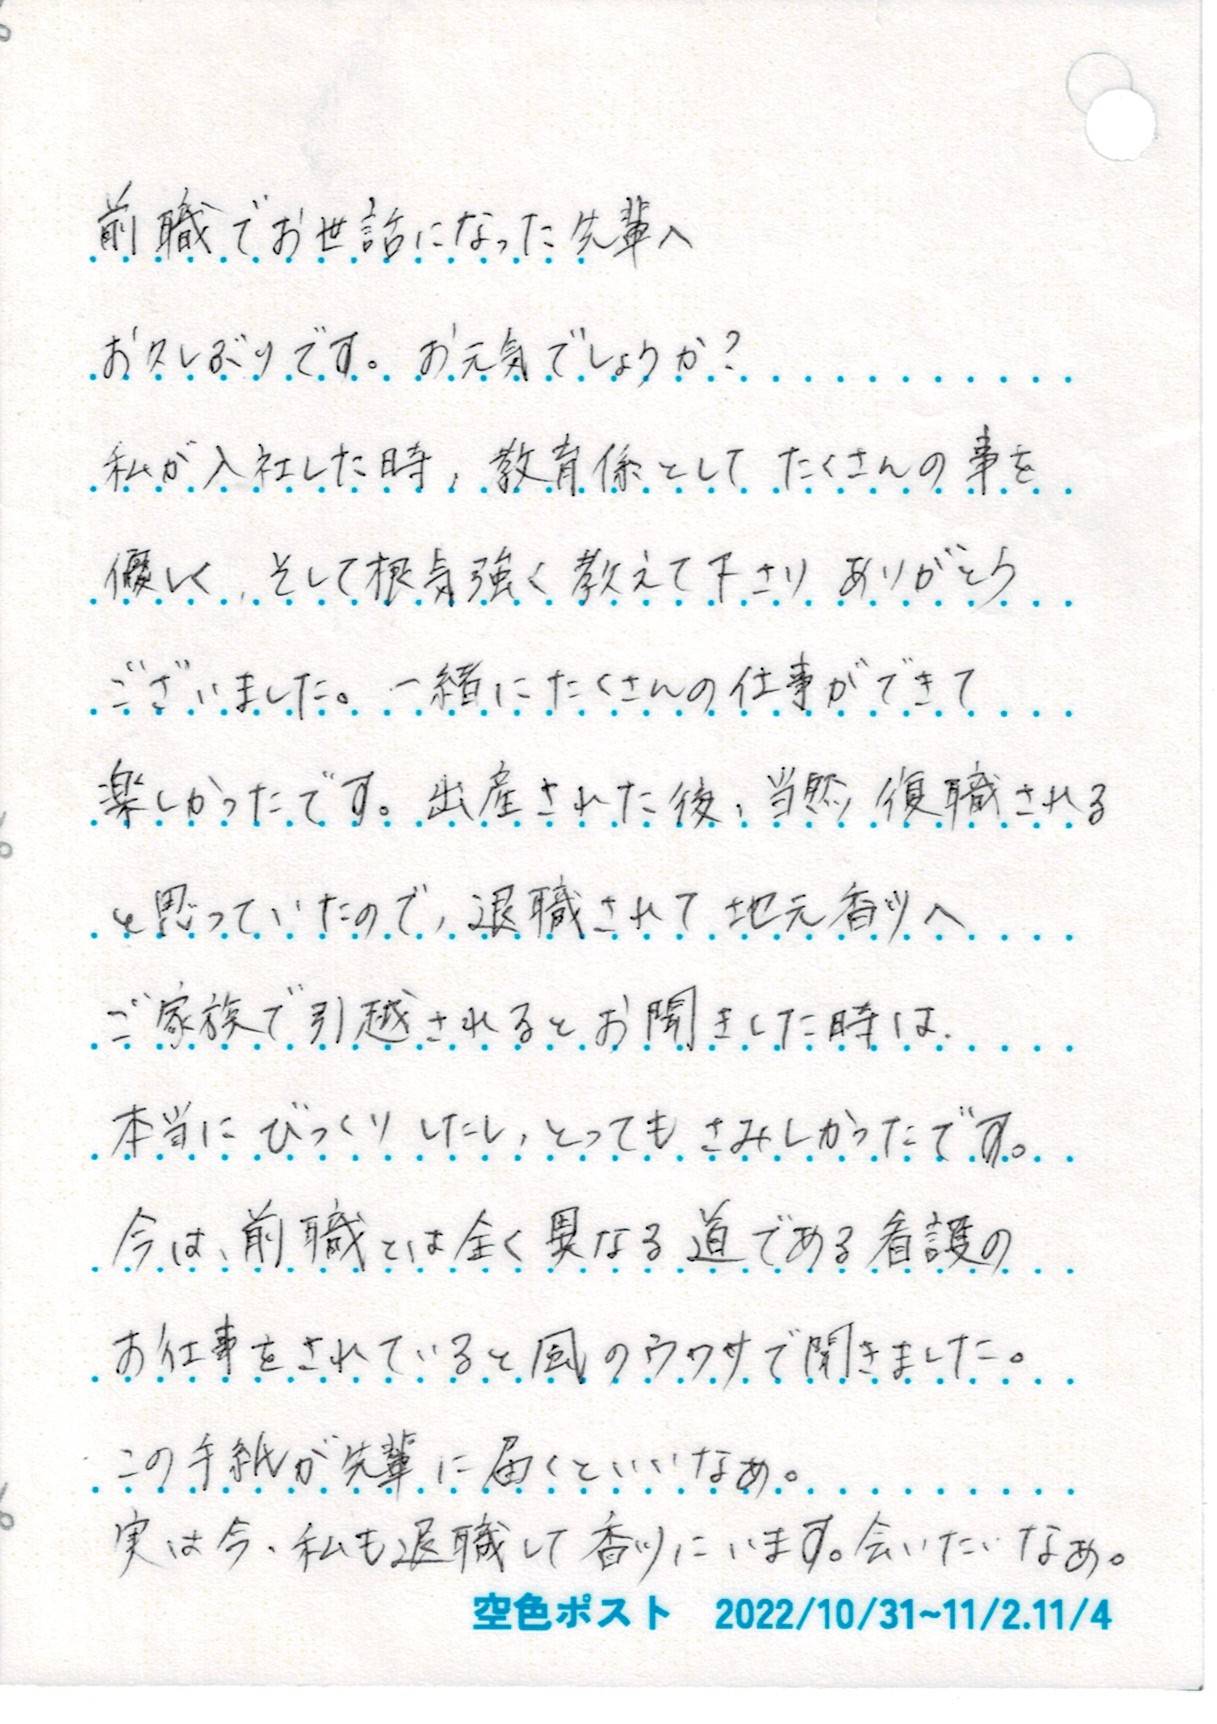 前職でお世話になった先輩へ
お久しぶりです。お元気でしょうか?
私が入社した時、教育係としてたくさんの事を
優しく、そして根気強く教えて下さりありがとう
ございました。一緒にたくさんの仕事ができて
楽しかったです。出産された後、当然復職される
と思っていたので、退職されて地元香川へ
ご家族で引越されるとお聞きした時は、
本当にびっくりしたし、とってもさみしかったです。
今は、前職とは全く異なる道である看護の
お仕事をされていると風のウワサで聞きました。
この手紙が先輩に届くといいなぁ。
実は今、私も退職して香川にいます。会いたいなぁ。
空色ポスト 2022/10/31~11/2.11/4